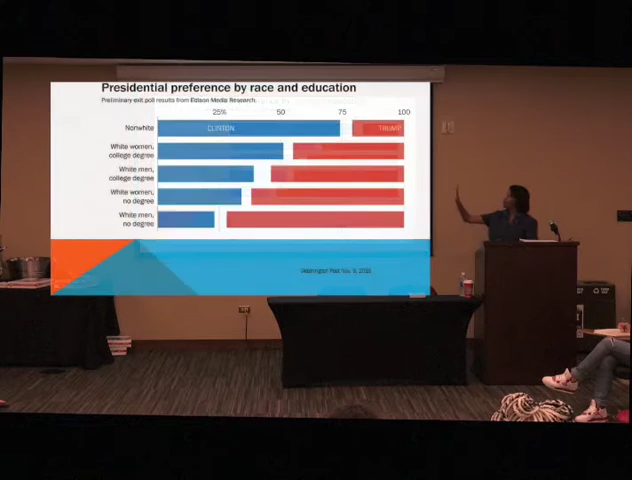 Presidential preference by race and education
Preliminary exit poll results from Edison Media Research.
25% 50 75 100
Nonwhite CLINTON TRUMP
White women,
college degree
White men,
college degree
White women,
no degree
White men,
no degree
Washington Post Nov. 9, 2016